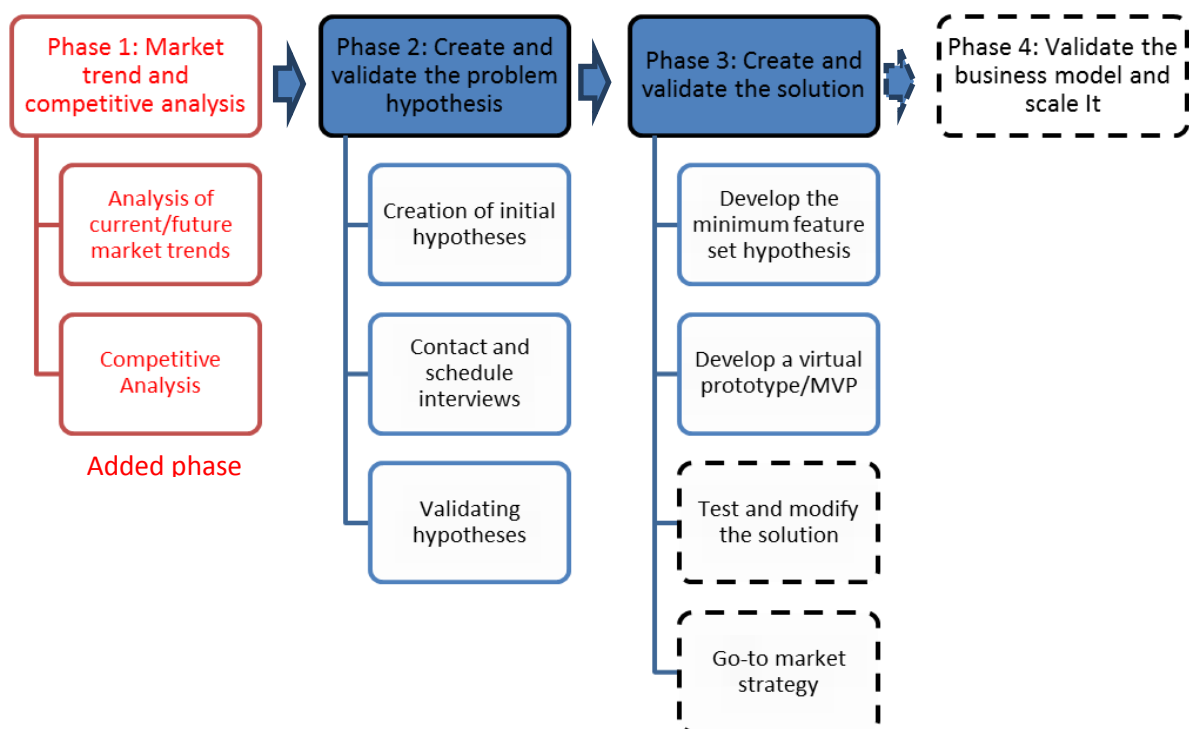 Phase 1: Market
trend and
competitive analysis
Analysis of
current/future
market trends
Competitive
Analysis
Added phase
Phase 2: Create and
validate the problem
hypothesis
Creation of initial
hypotheses
Contact and
schedule
interviews
Validating
hypotheses
Phase 3: Create and
validate the solution
Develop the
minimum feature
set hypothesis
Develop a virtual
prototype/MVP
Test and modify
the solution
Go-to market
strategy
Phase 4: Validate the
business model and
scale It